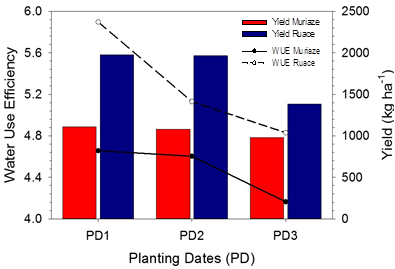 6.0
5.6
5.2
4.8
4.4
4.0
Water Use Efficiency
Yield Muriaze
Yield Ruace
WUE Muriaze
WUE Ruace
2500
2000
1500
1000
500
0
Yield (kg ha⁻¹)
PD1 PD2 PD3
Planting Dates (PD)